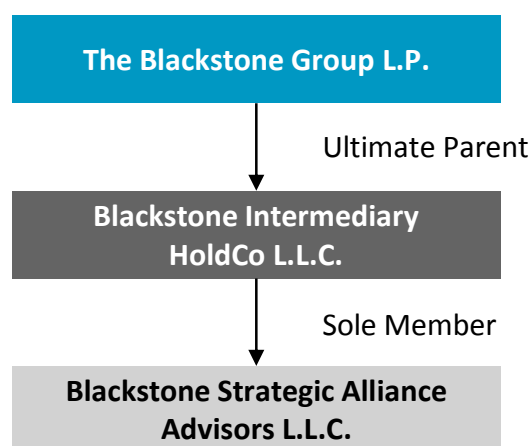 The Blackstone Group L.P.
Ultimate Parent
Blackstone Intermediary
HoldCo L.L.C.
Sole Member
Blackstone Strategic Alliance
Advisors L.L.C.